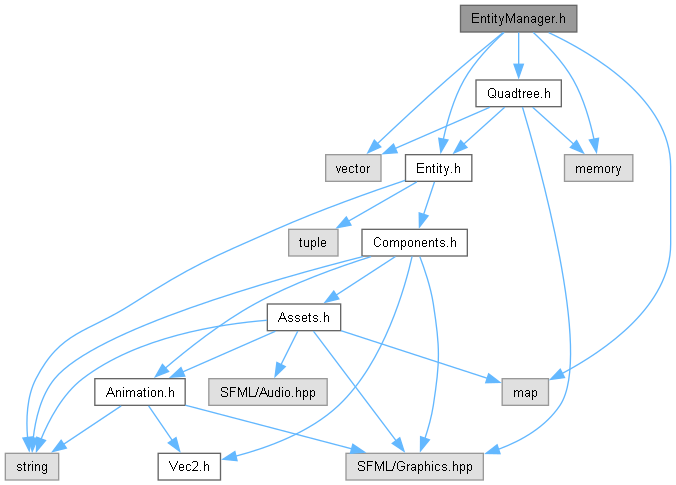 EntityManager.h
Quadtree.h
vector
Entity.h
memory
tuple
Components.h
Assets.h
Animation.h
SFML/Audio.hpp
map
string
Vec2.h
SFML/Graphics.hpp